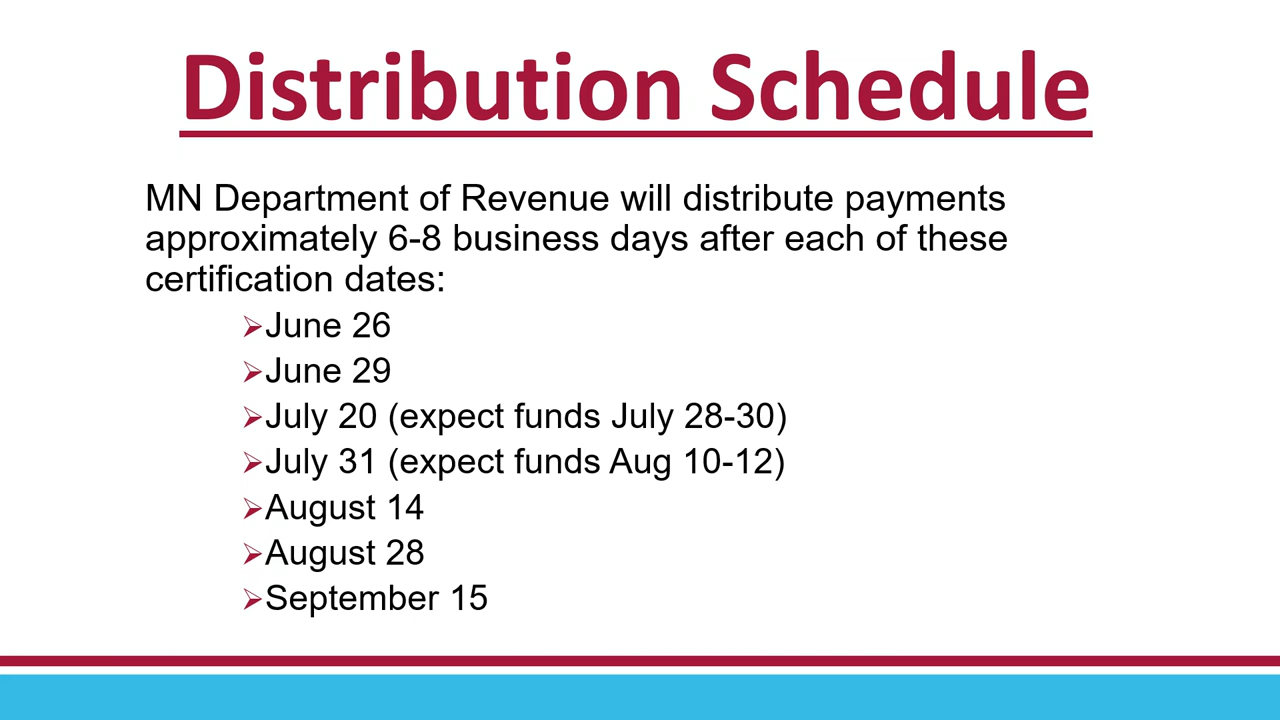 Distribution Schedule
MN Department of Revenue will distribute payments
approximately 6-8 business days after each of these
certification dates:
➢June 26
➢June 29
➢July 20 (expect funds July 28-30)
➢July 31 (expect funds Aug 10-12)
➢August 14
➢August 28
➢September 15